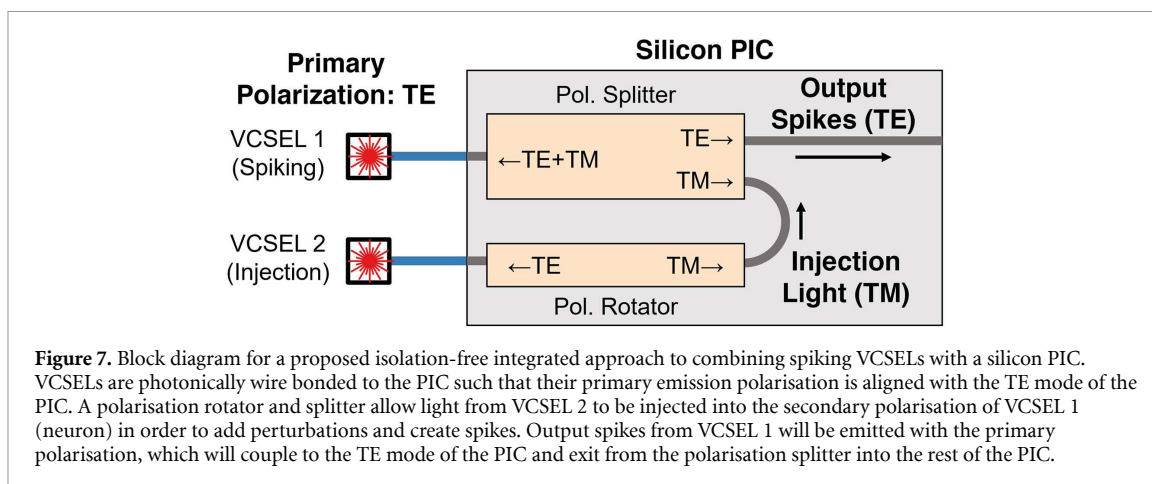 Silicon PIC
Primary
Polarization: TE
Pol. Splitter
Output
Spikes (TE)
VCSEL 1
(Spiking)
←TE+TM
TE→
TM→
VCSEL 2
(Injection)
←TE
TM→
Injection
Light (TM)
Pol. Rotator
Figure 7. Block diagram for a proposed isolation-free integrated approach to combining spiking VCSELs with a silicon PIC.
VCSELs are photonically wire bonded to the PIC such that their primary emission polarisation is aligned with the TE mode of the
PIC. A polarisation rotator and splitter allow light from VCSEL 2 to be injected into the secondary polarisation of VCSEL 1
(neuron) in order to add perturbations and create spikes. Output spikes from VCSEL 1 will be emitted with the primary
polarisation, which will couple to the TE mode of the PIC and exit from the polarisation splitter into the rest of the PIC.